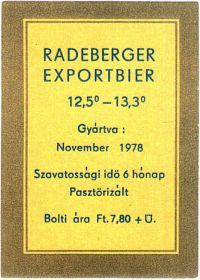 RADEBERGER
EXPORTBIER
12,5⁰ – 13,3⁰
Gyártva :
November 1978
Szavatossági idő 6 hónap
Pasztörizált
Bolti ára Ft. 7,80 + Ü.